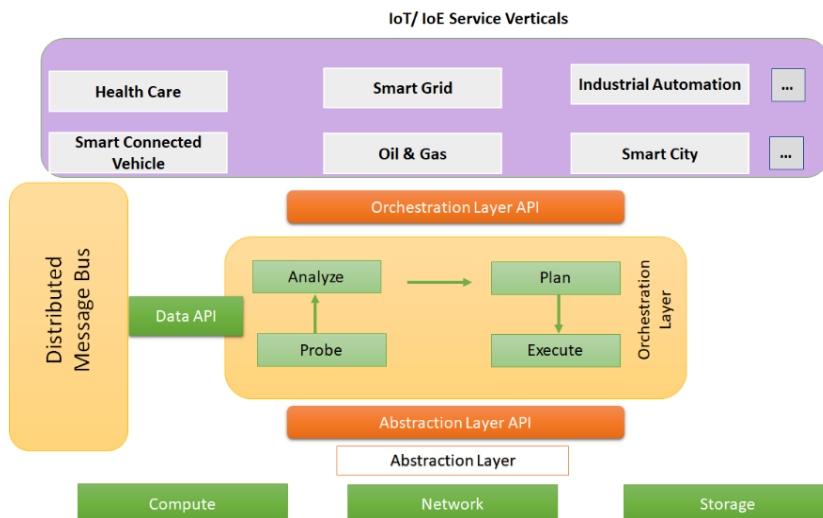 IoT/ IoE Service Verticals
Health Care
Smart Grid
Industrial Automation
...
Smart Connected
Vehicle
Oil & Gas
Smart City
...
Orchestration Layer API
Distributed
Message Bus
Data API
Analyze
Plan
Probe
Execute
Orchestration
Layer
Abstraction Layer API
Abstraction Layer
Compute
Network
Storage